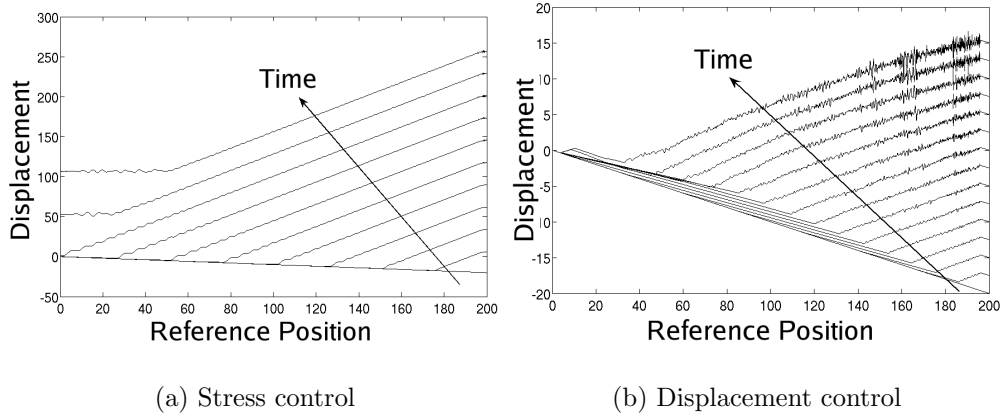 300
250
200
150
100
50
0
-50
Displacement
Time
0 20 40 60 80 100 120 140 160 180 200
Reference Position
(a) Stress control
20
15
10
5
0
-5
-10
-15
-20
Displacement
Time
0 20 40 60 80 100 120 140 160 180 200
Reference Position
(b) Displacement control